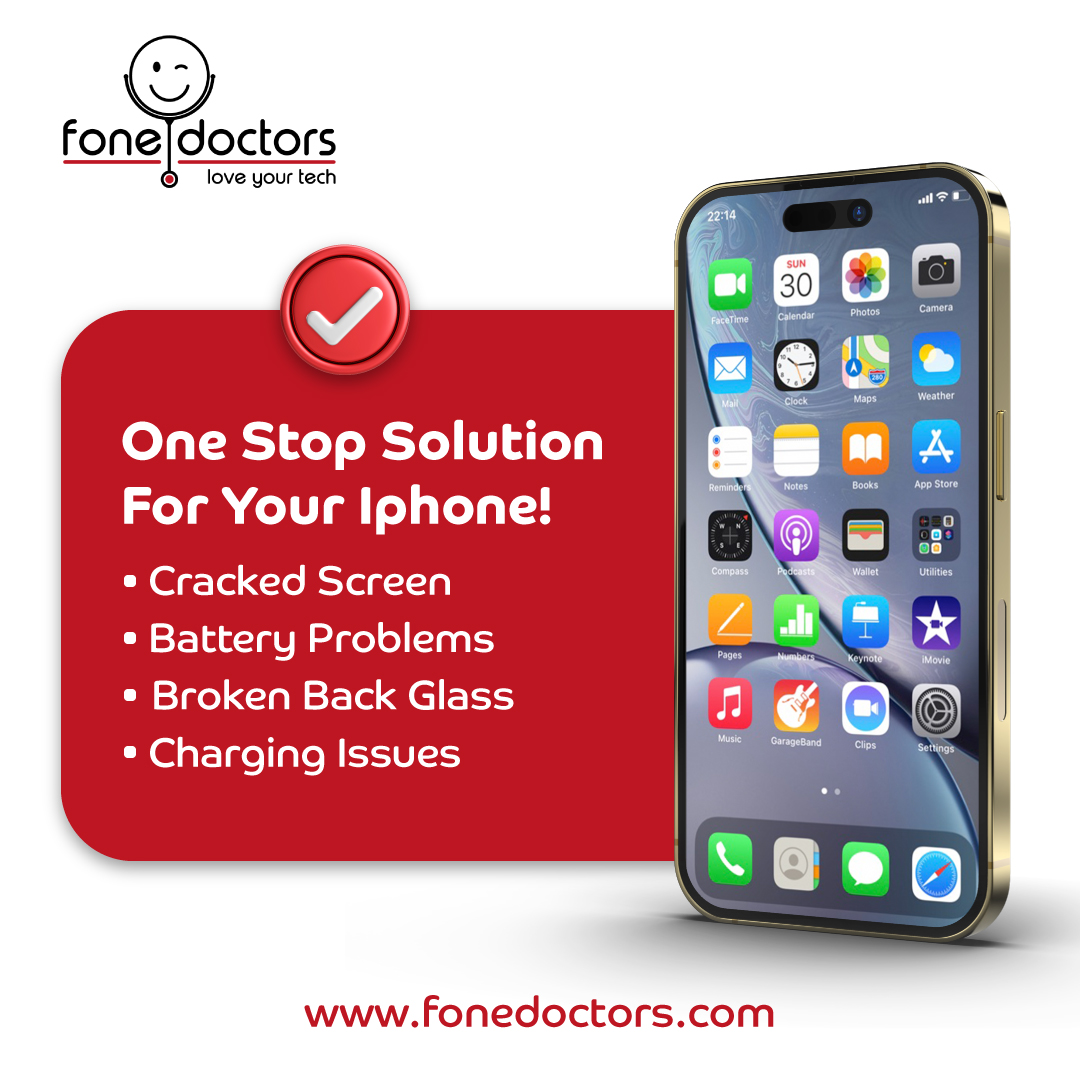 fone doctors
love your tech
One Stop Solution
For Your Iphone!
• Cracked Screen
• Battery Problems
• Broken Back Glass
• Charging Issues
22:14
SUN
30
FaceTime
Calendar
Photos
Camera
280
Mail
Clock
Maps
Weather
Reminders
Notes
Books
App Store
N
W
E
S
Compass
Podcasts
Wallet
Utilities
Pages
Numbers
Keynote
iMovie
Music
GarageBand
Clips
Settings
www.fonedoctors.com